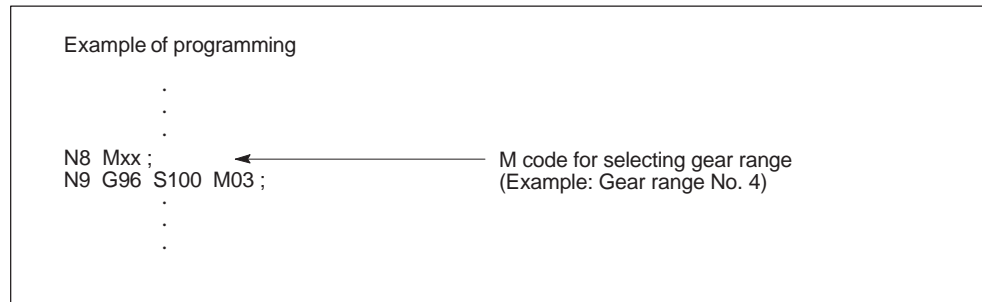 Example of programming
.
.
.
N8 Mxx ;
M code for selecting gear range
N9 G96 S100 M03 ;
(Example: Gear range No. 4)
.
.
.